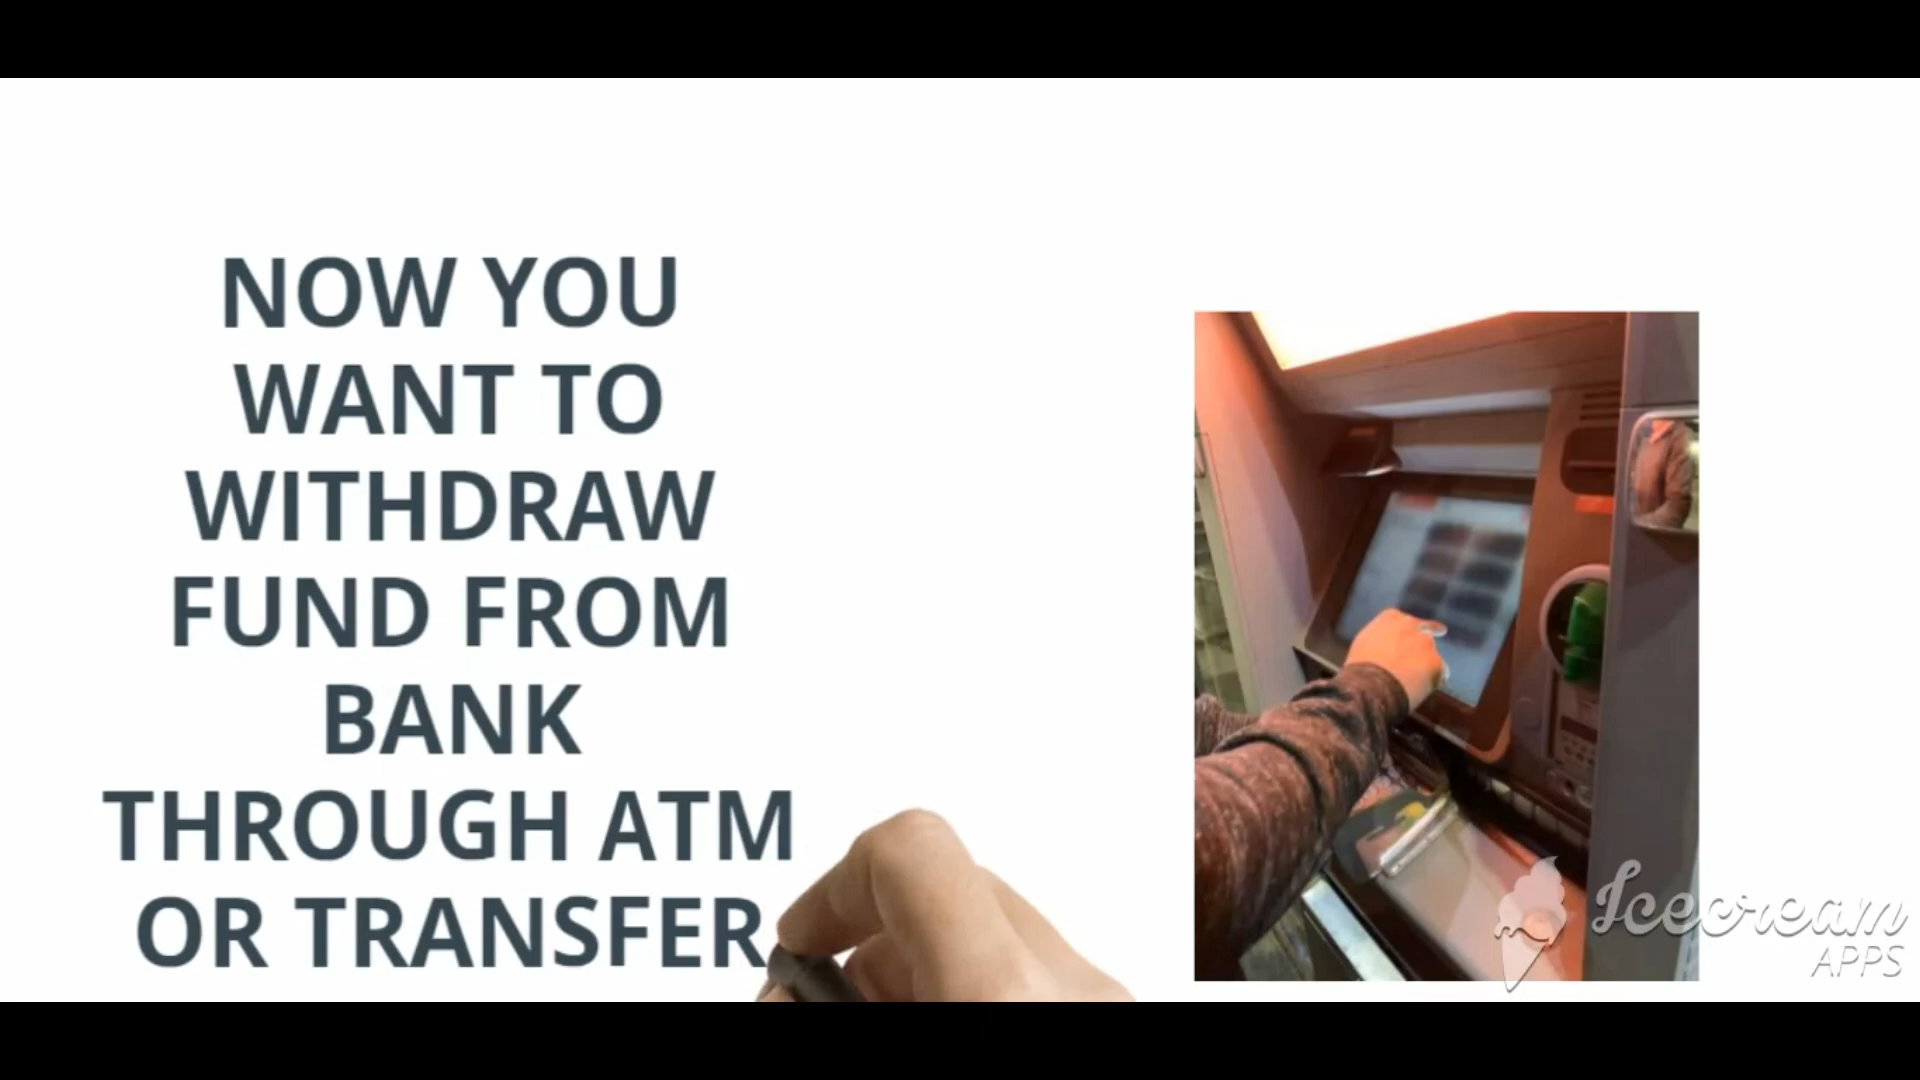 NOW YOU
WANT TO
WITHDRAW
FUND FROM
BANK
THROUGH ATM
OR TRANSFER
Icecream
APPS